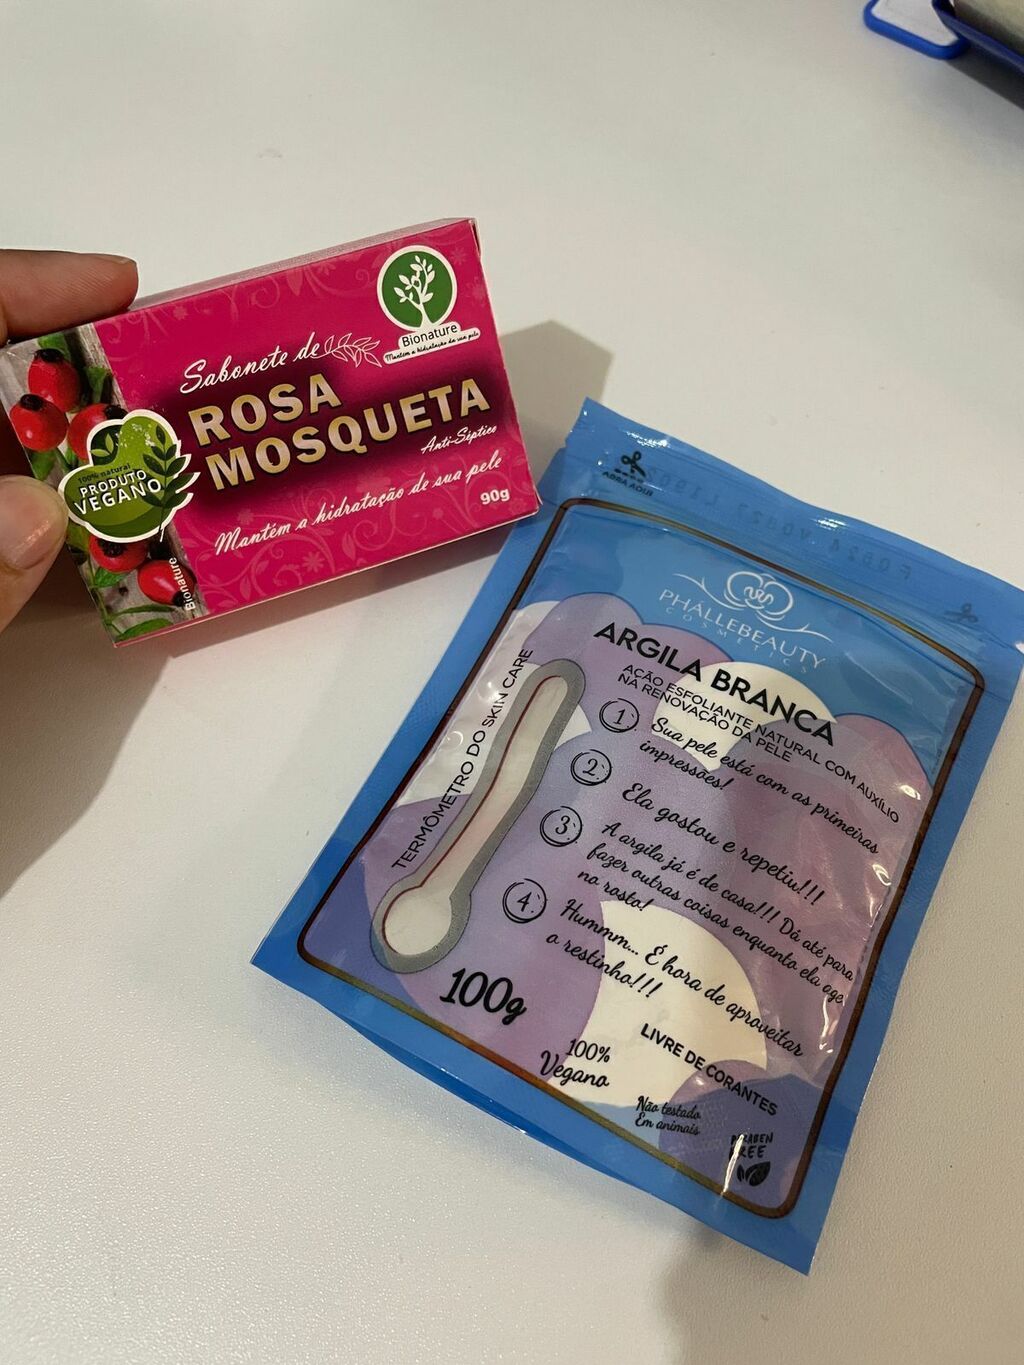 Bionature
Mantém a hidratação da sua pele
Sabonete de
ROSA
MOSQUETA
Anti-Séptico
Mantém a hidratação de sua pele
90g
100% natural
PRODUTO
VEGANO
Bionature
ABRA AQUI
PHÁLLEBEAUTY
COSMETICS
ARGILA BRANCA
AÇÃO ESFOLIANTE NATURAL COM AUXÍLIO
NA RENOVAÇÃO DA PELE
TERMÔMETRO DO SKIN CARE
1. Sua pele está com as primeiras
impressões!
2. Ela gostou e repetiu!!!
3. A argila já é de casa!!! Dá até para
fazer outras coisas enquanto ela age
no rosto!
4. Hummm... É hora de aproveitar
o restinho!!!
100g
100%
Vegano
LIVRE DE CORANTES
Não testado
Em animais
PARABEN
FREE